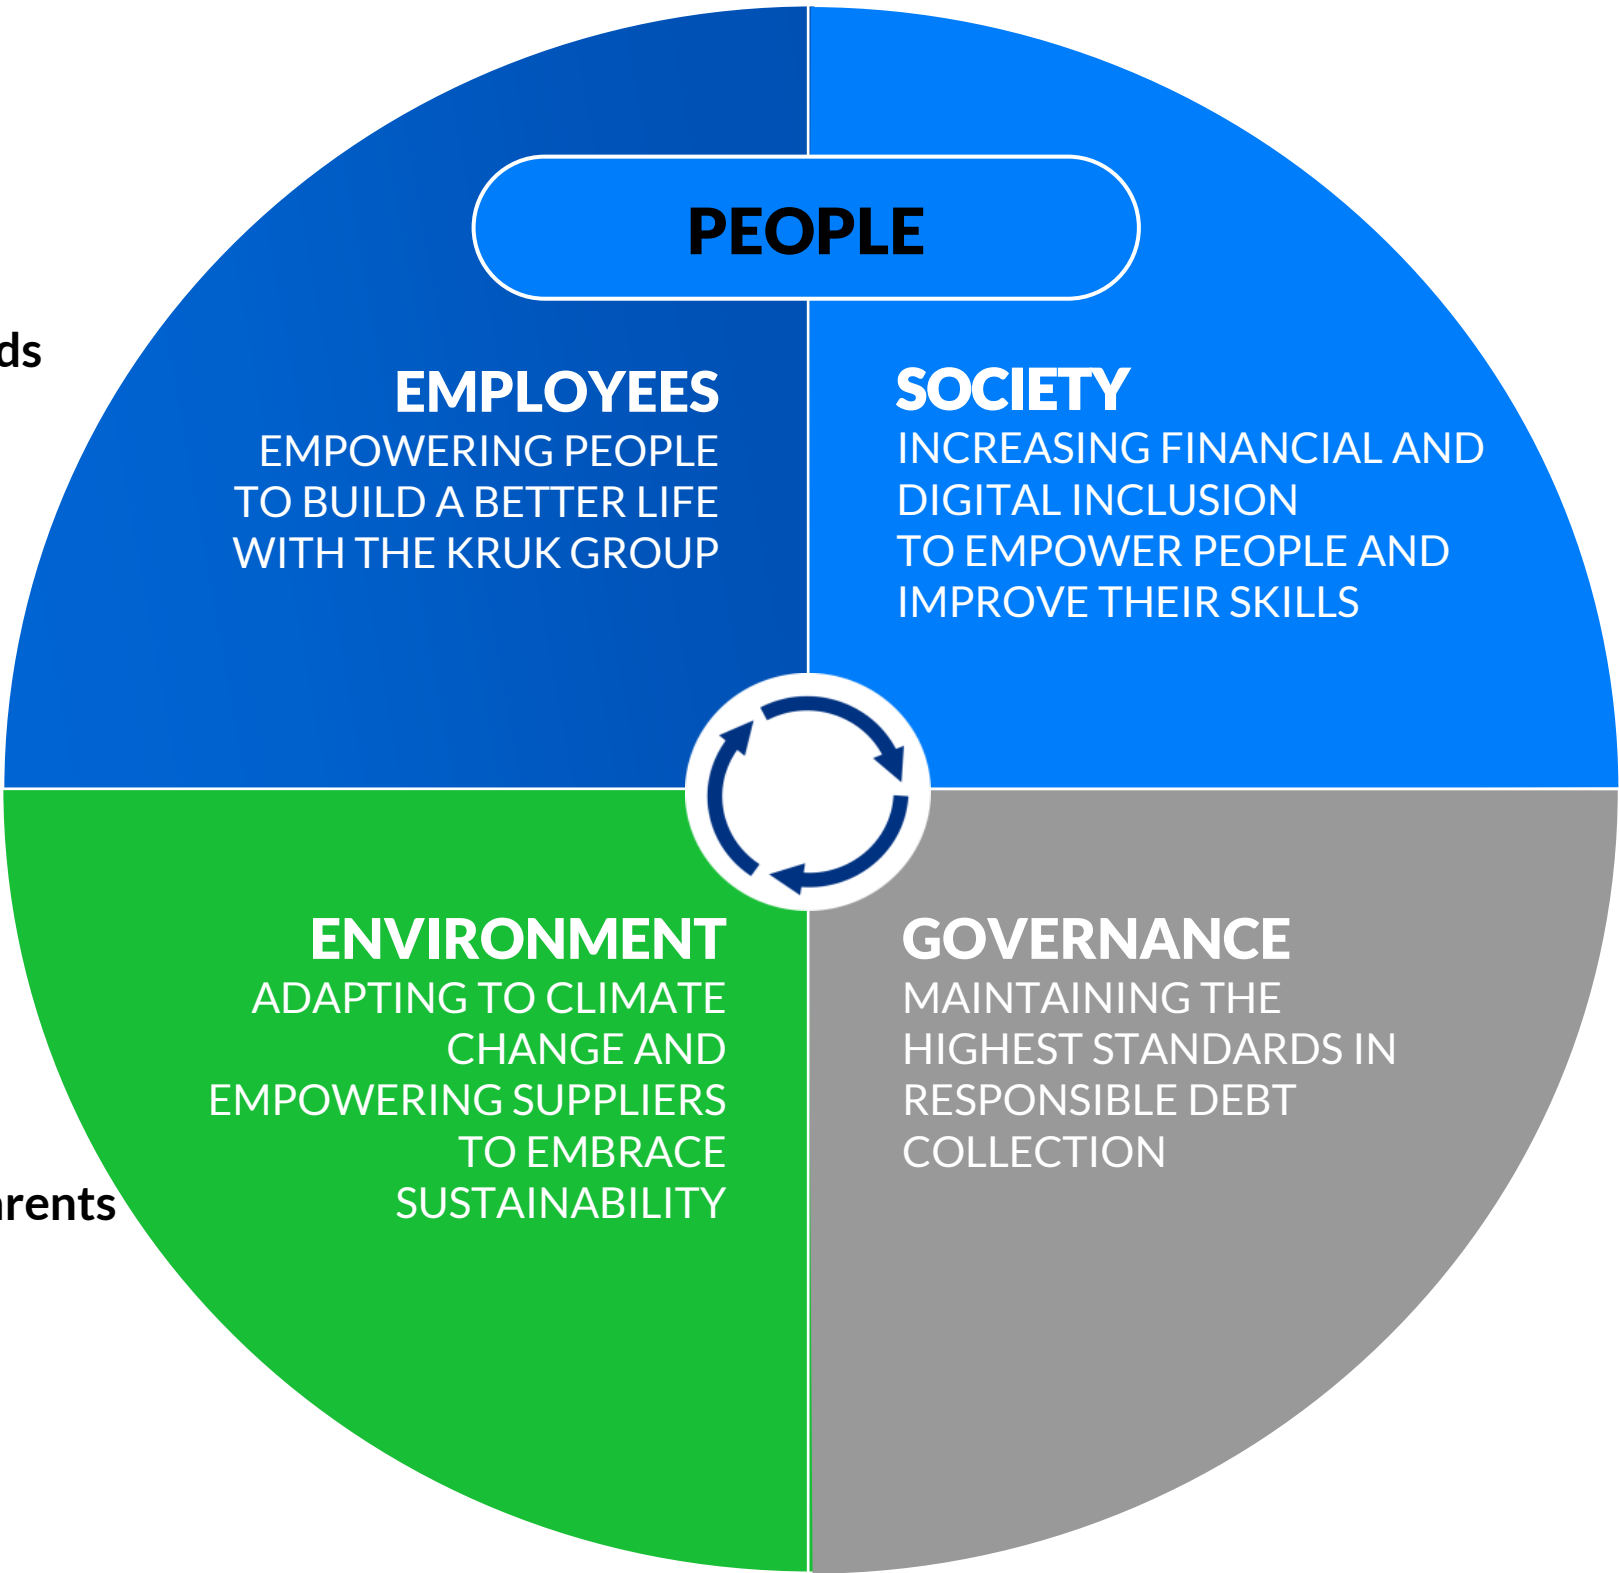 PEOPLE
EMPLOYEES
EMPOWERING PEOPLE
TO BUILD A BETTER LIFE
WITH THE KRUK GROUP
SOCIETY
INCREASING FINANCIAL AND
DIGITAL INCLUSION
TO EMPOWER PEOPLE AND
IMPROVE THEIR SKILLS
ENVIRONMENT
ADAPTING TO CLIMATE
CHANGE AND
EMPOWERING SUPPLIERS
TO EMBRACE
SUSTAINABILITY
GOVERNANCE
MAINTAINING THE
HIGHEST STANDARDS IN
RESPONSIBLE DEBT
COLLECTION